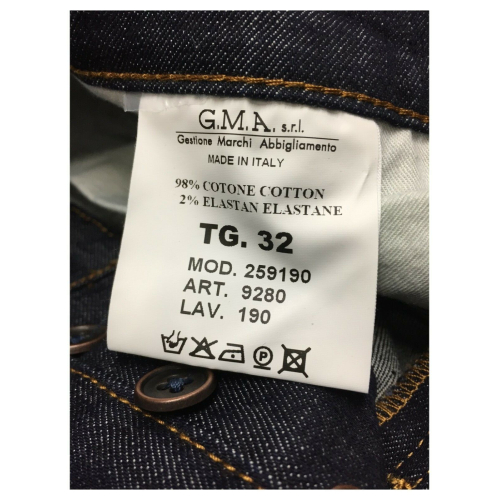 G.M.A. s.r.l.
Gestione Marchi Abbigliamento
MADE IN ITALY
98% COTONE COTTON
2% ELASTAN ELASTANE
TG. 32
MOD. 259190
ART. 9280
LAV. 190
P